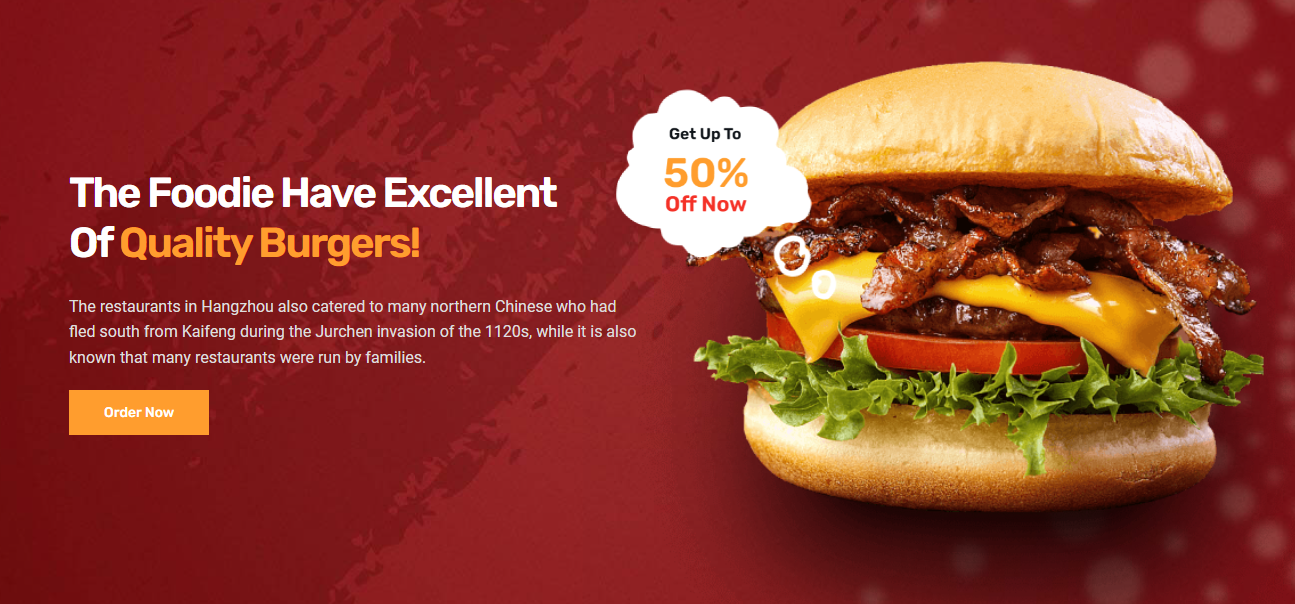 The Foodie Have Excellent
Of Quality Burgers!
The restaurants in Hangzhou also catered to many northern Chinese who had
fled south from Kaifeng during the Jurchen invasion of the 1120s, while it is also
known that many restaurants were run by families.
Order Now
Get Up To
50%
Off Now